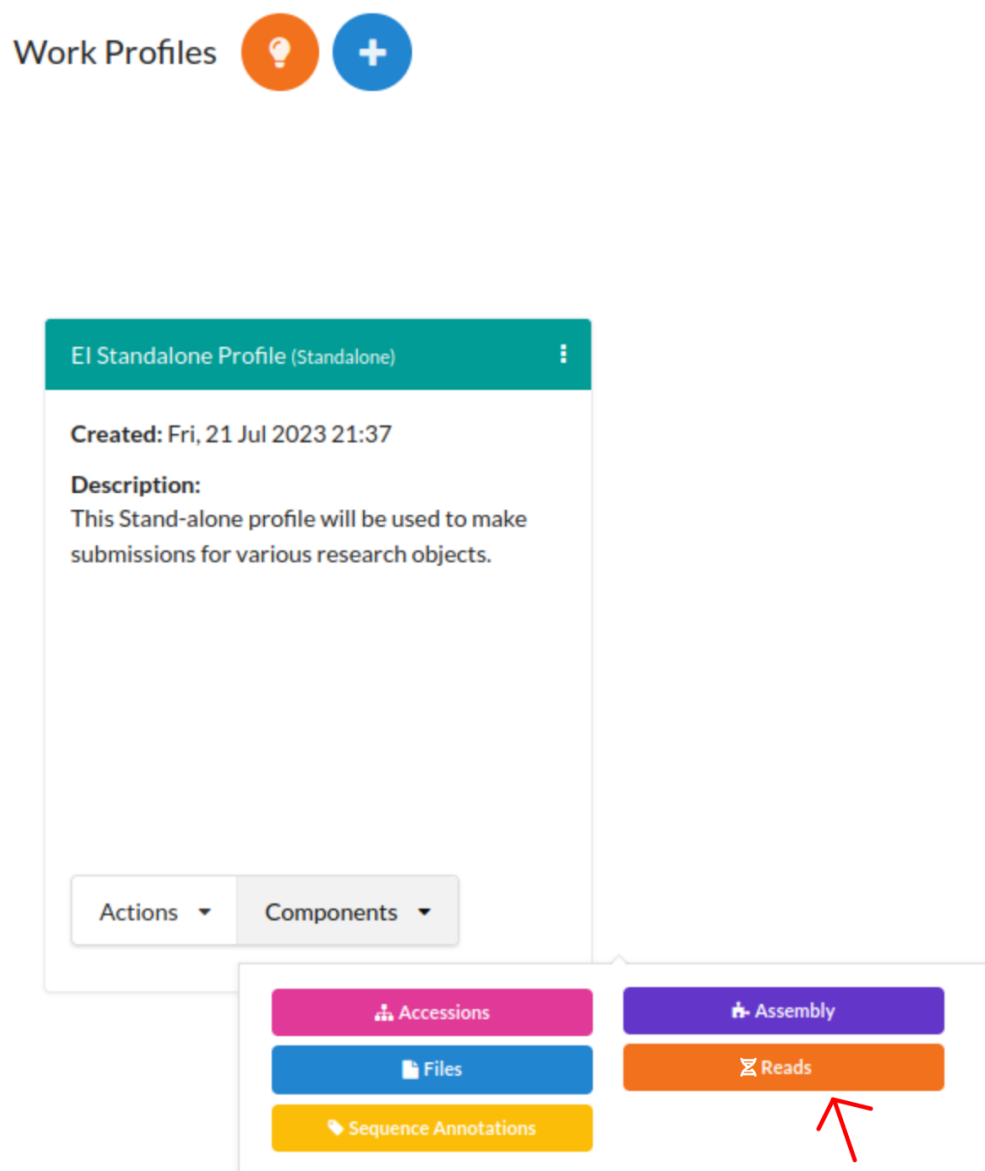 Work Profiles
EI Standalone Profile (Standalone)
Created: Fri, 21 Jul 2023 21:37
Description:
This Stand-alone profile will be used to make
submissions for various research objects.
Actions
Components
Accessions
Assembly
Files
Reads
Sequence Annotations